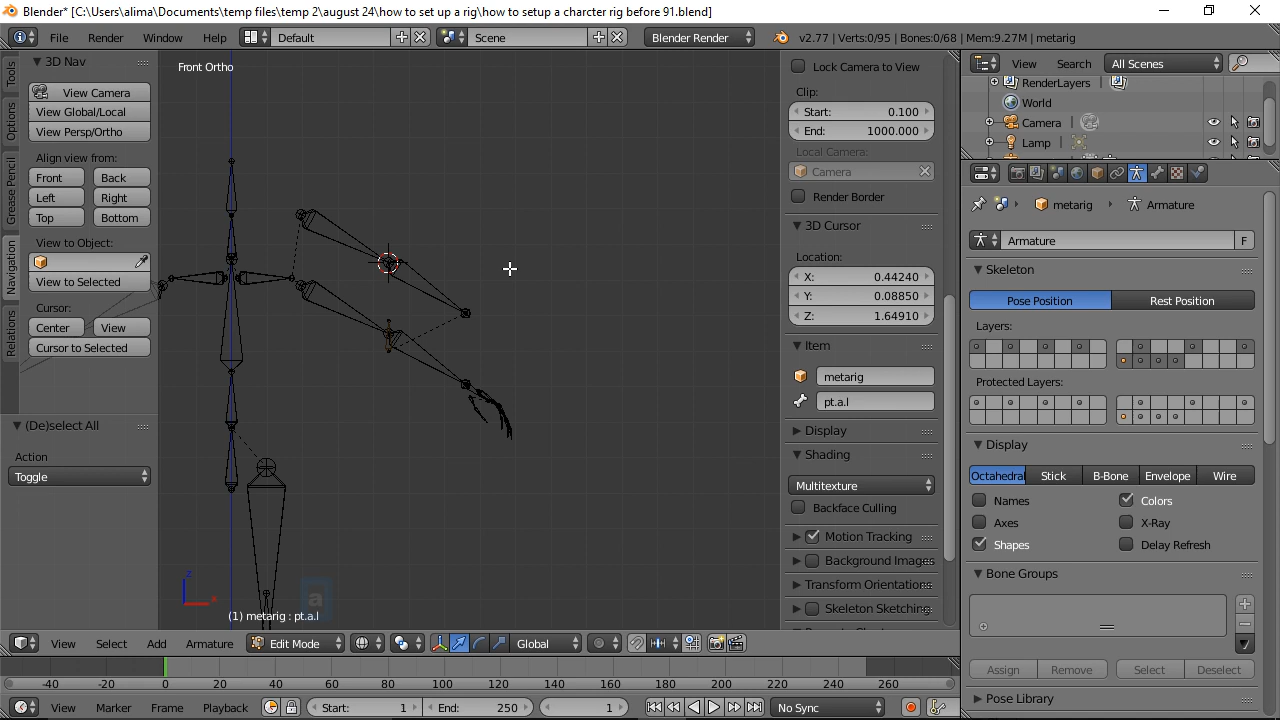 Blender* [C:\Users\alima\Documents\temp files\temp 2\august 24\how to set up a rig\how to setup a charcter rig before 91.blend]
File Render Window Help Default Scene Blender Render v2.77 | Verts:0/95 | Bones:0/68 | Mem:9.27M | metarig
Tools
Options
Grease Pencil
Navigation
Relations
3D Nav
View Camera
View Global/Local
View Persp/Ortho
Align view from:
Front Back
Left Right
Top Bottom
View to Object:
View to Selected
Cursor:
Center View
Cursor to Selected
(De)select All
Action
Toggle
Front Ortho
z
a
(1) metarig : pt.a.l
Lock Camera to View
Clip:
Start: 0.100
End: 1000.000
Local Camera:
Camera
Render Border
3D Cursor
Location:
X: 0.44240
Y: 0.08850
Z: 1.64910
Item
metarig
pt.a.l
Display
Shading
Multitexture
Backface Culling
Motion Tracking
Background Images
Transform Orientations
Skeleton Sketching
View Search All Scenes
RenderLayers
World
Camera
Lamp
metarig Armature
Armature F
Skeleton
Pose Position Rest Position
Layers:
Protected Layers:
Display
Octahedral Stick B-Bone Envelope Wire
Names Colors
Axes X-Ray
Shapes Delay Refresh
Bone Groups
Assign Remove Select Deselect
Pose Library
View Select Add Armature Edit Mode Global
-40 -20 0 20 40 60 80 100 120 140 160 180 200 220 240 260
View Marker Frame Playback Start: 1 End: 250 1 No Sync